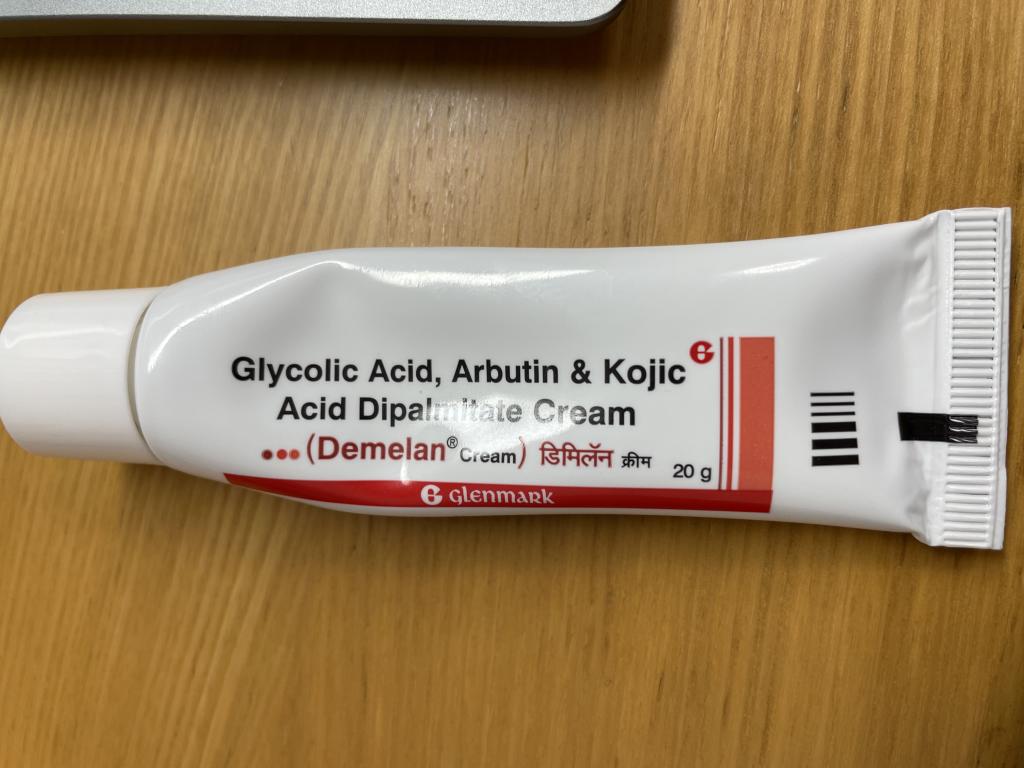 Glycolic Acid, Arbutin & Kojic
Acid Dipalmitate Cream
(Demelan® Cream) डिमिलॅन क्रीम
20 g
GLENMARK